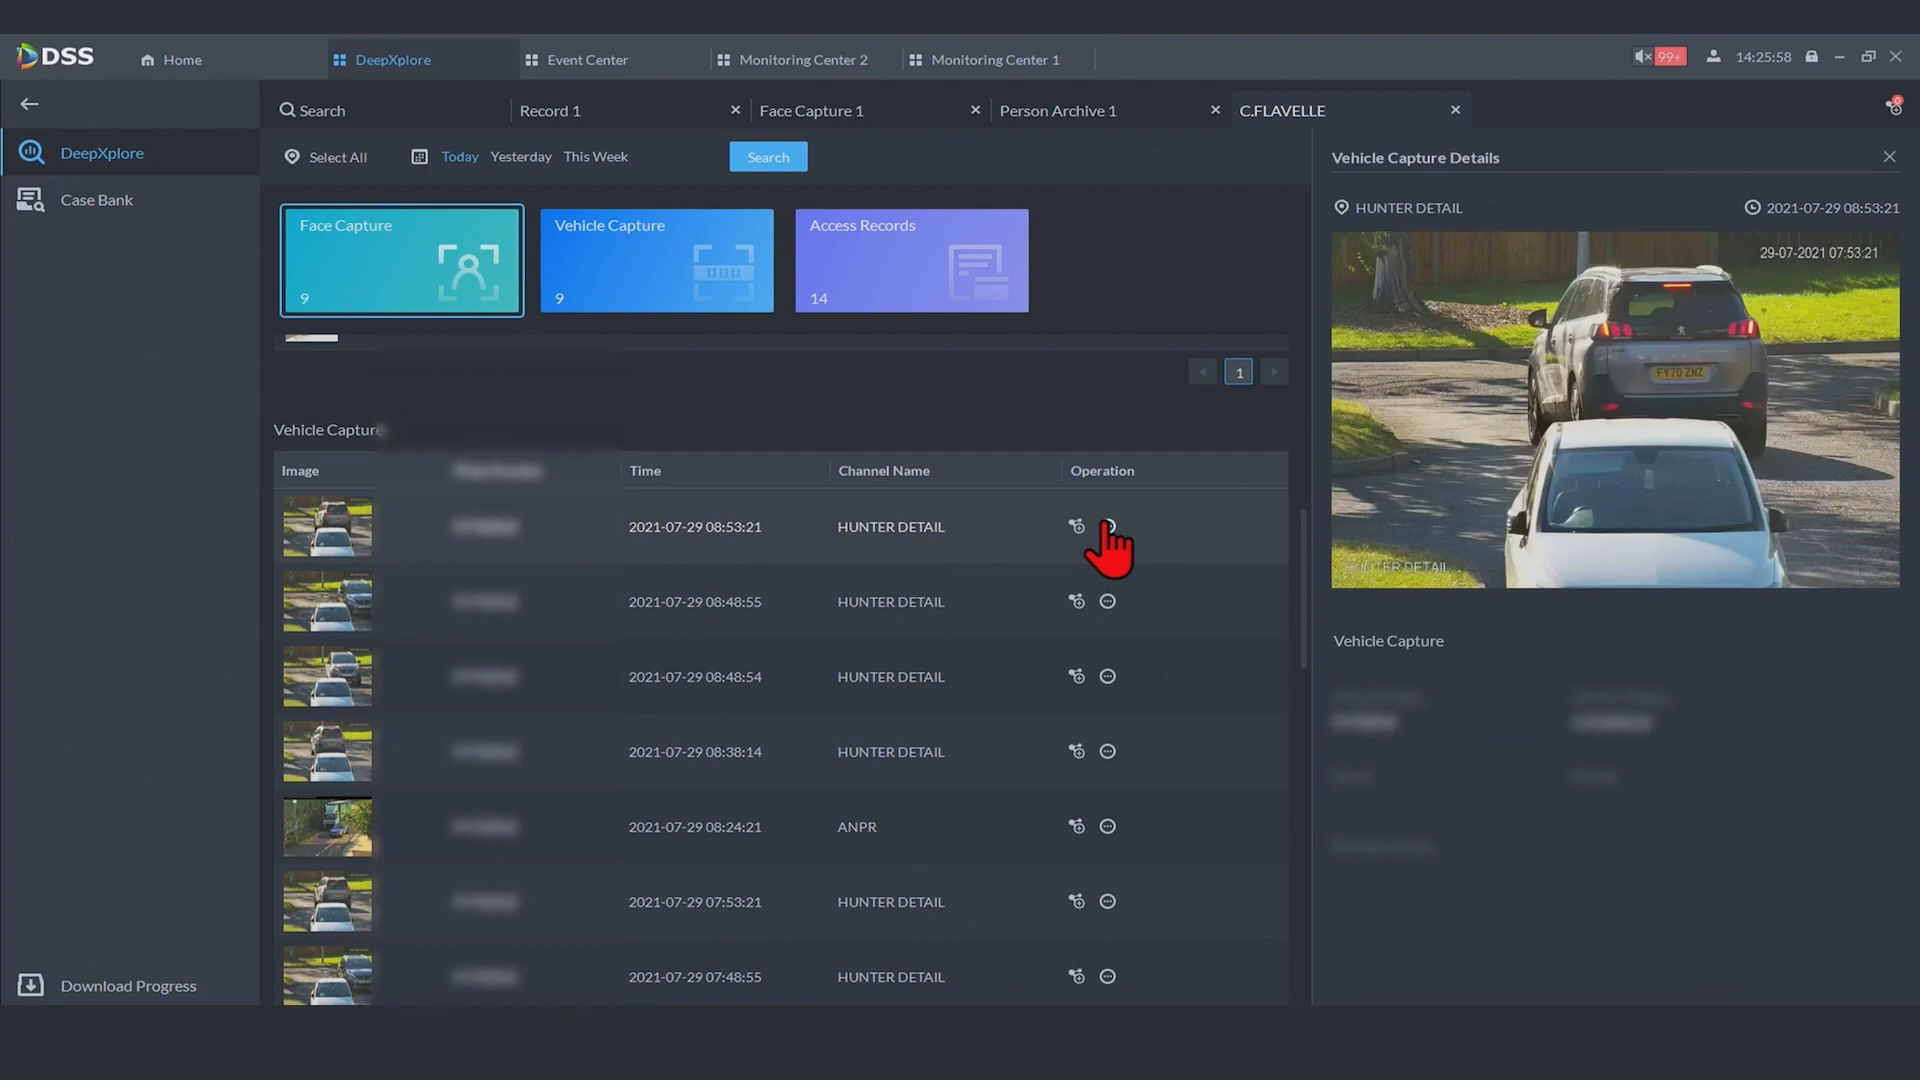 DSS
Home
DeepXplore
Event Center
Monitoring Center 2
Monitoring Center 1
99+
14:25:58
Search
Record 1
Face Capture 1
Person Archive 1
C.FLAVELLE
0
DeepXplore
Case Bank
Select All
Today
Yesterday
This Week
Search
Face Capture
9
Vehicle Capture
9
Access Records
14
1
Vehicle Capture
Image
Time
Channel Name
Operation
2021-07-29 08:53:21
HUNTER DETAIL
2021-07-29 08:48:55
HUNTER DETAIL
2021-07-29 08:48:54
HUNTER DETAIL
2021-07-29 08:38:14
HUNTER DETAIL
2021-07-29 08:24:21
ANPR
2021-07-29 07:53:21
HUNTER DETAIL
2021-07-29 07:48:55
HUNTER DETAIL
Download Progress
Vehicle Capture Details
HUNTER DETAIL
2021-07-29 08:53:21
29-07-2021 07:53:21
FY70 ZNZ
HUNTER DETAIL
Vehicle Capture